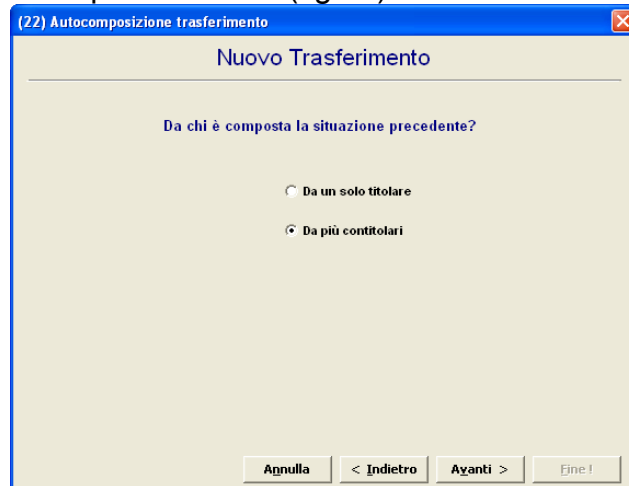 (22) Autocomposizione trasferimento
Nuovo Trasferimento
Da chi è composta la situazione precedente?
Da un solo titolare
Da più contitolari
Annulla < Indietro Avanti > Fine !